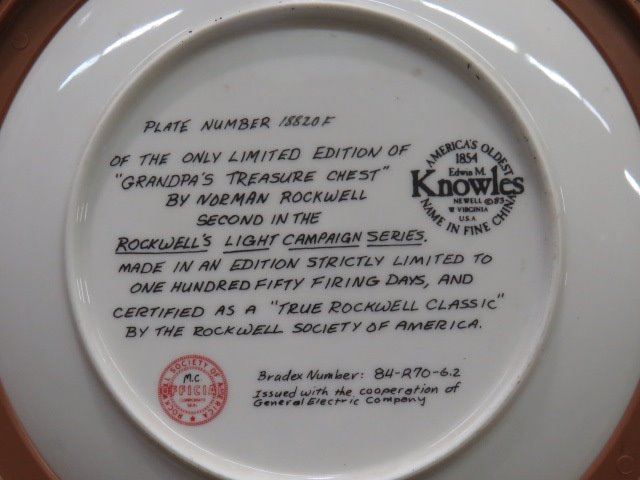 PLATE NUMBER 18820F
OF THE ONLY LIMITED EDITION OF
"GRANDPA'S TREASURE CHEST"
BY NORMAN ROCKWELL
SECOND IN THE
ROCKWELL'S LIGHT CAMPAIGN SERIES.
MADE IN AN EDITION STRICTLY LIMITED TO
ONE HUNDRED FIFTY FIRING DAYS, AND
CERTIFIED AS A "TRUE ROCKWELL CLASSIC"
BY THE ROCKWELL SOCIETY OF AMERICA.
AMERICA'S OLDEST
1854
Edwin M.
Knowles
NEWELL ©83
W VIRGINIA
U.S.A
NAME IN FINE CHINA
ROCKWELL SOCIETY OF AMERICA
M.C.
OFFICIAL
Bradex Number: 84-R70-6.2
Issued with the cooperation of
General Electric Company